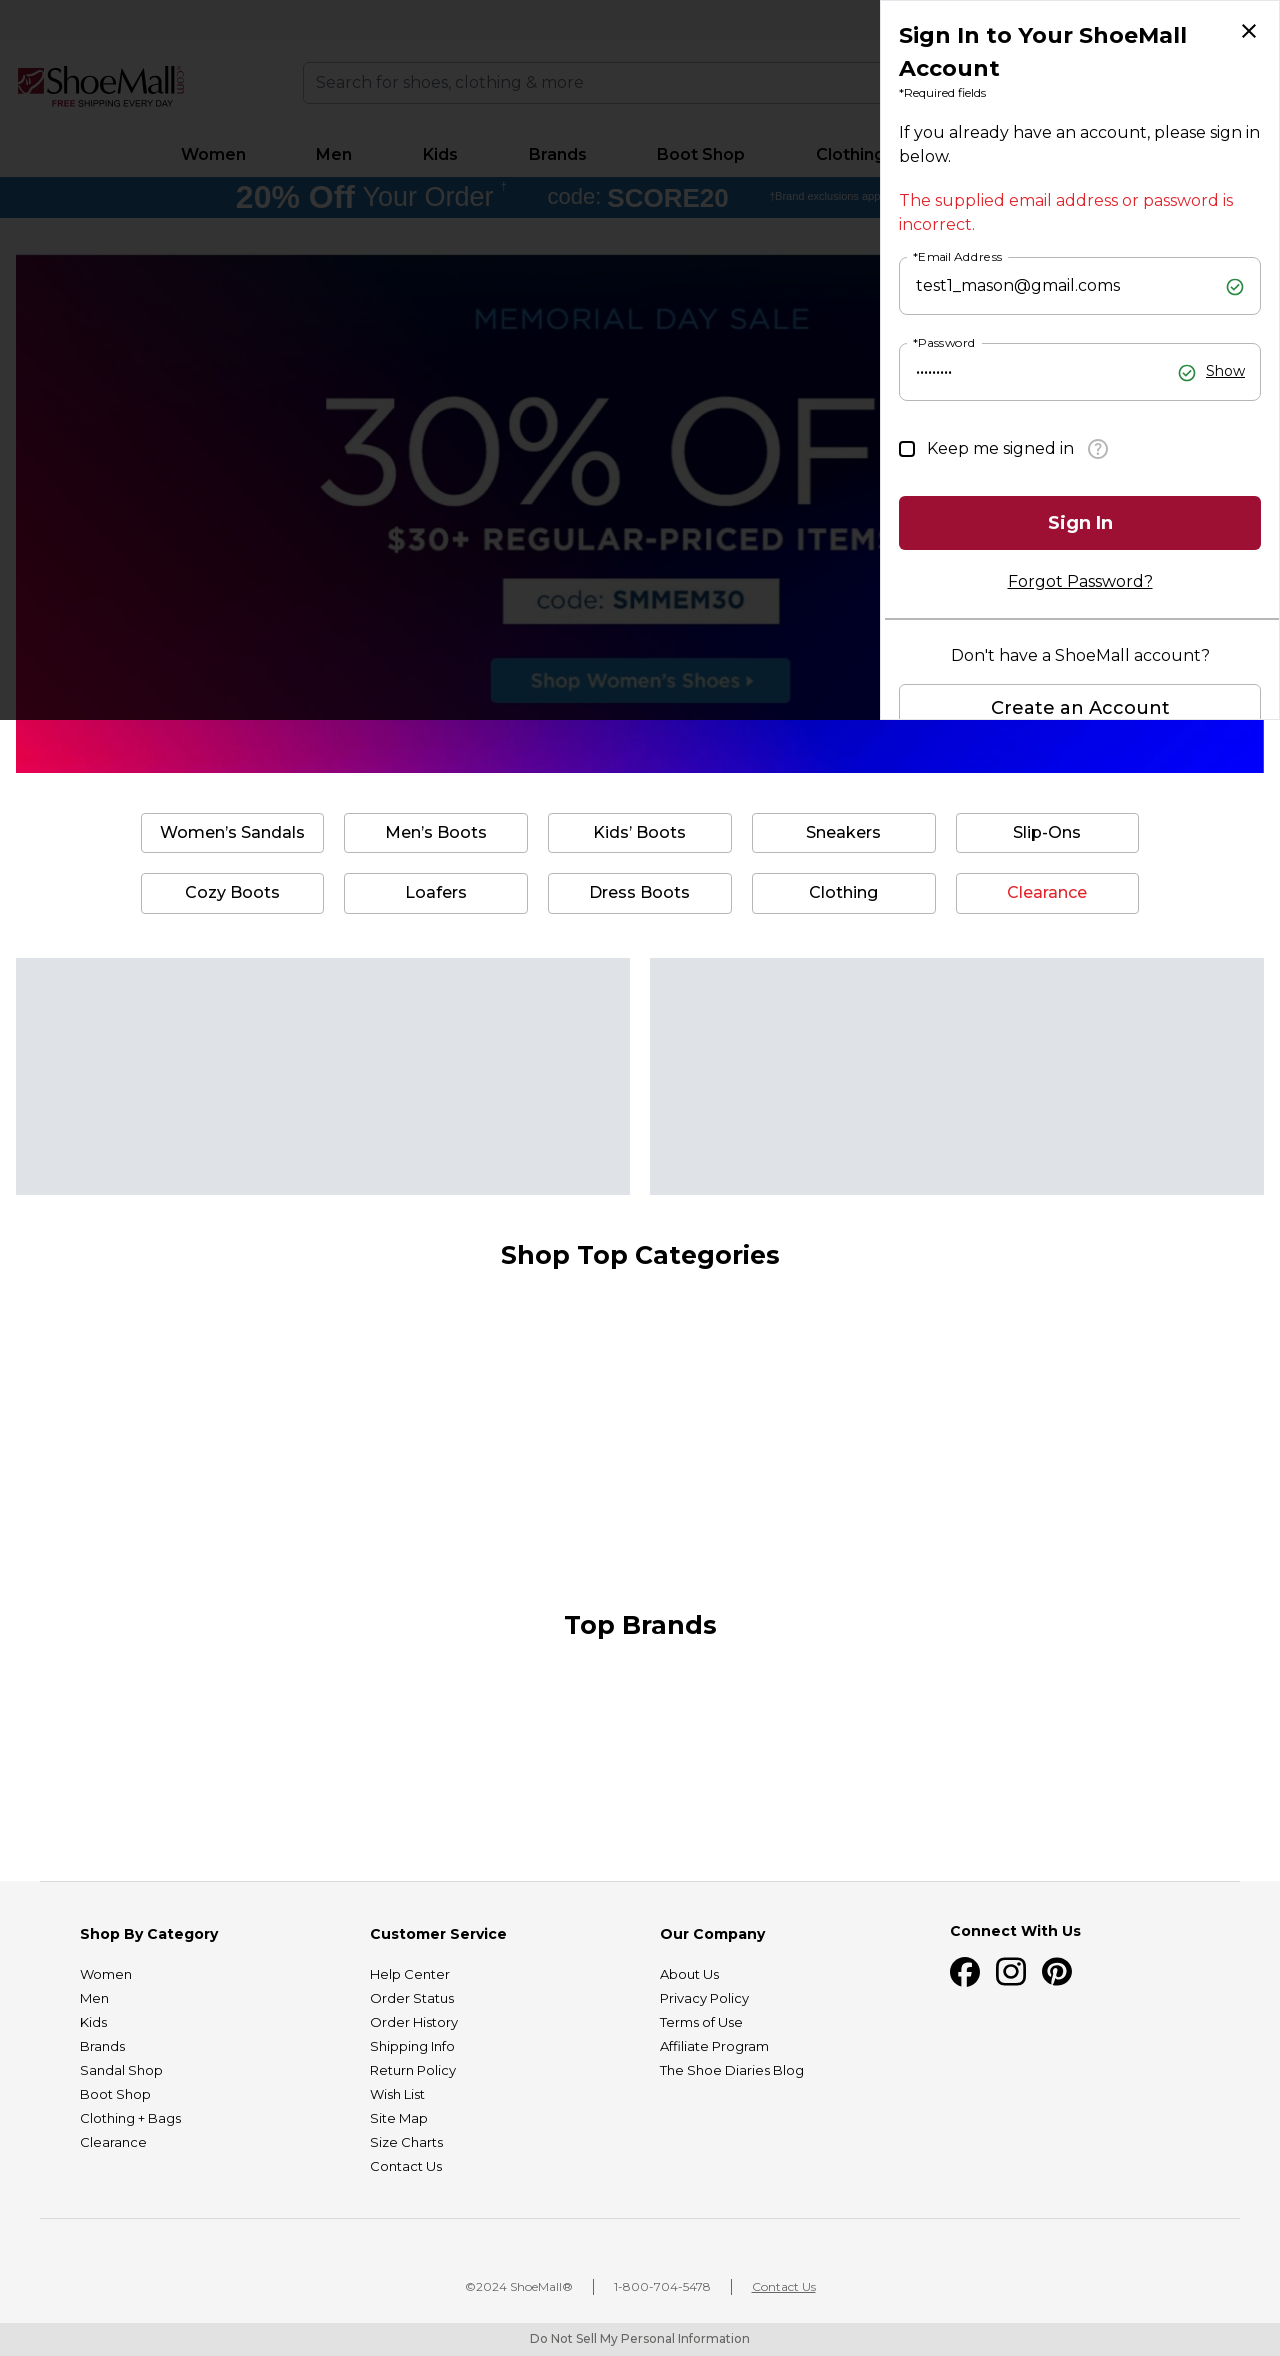 Sign In to Your ShoeMall
Account
*Required fields
If you already have an account, please sign in
below.
The supplied email address or password is
incorrect.
*Email Address
test1_mason@gmail.coms
*Password
•••••••••
Show
Keep me signed in
?
Sign In
Forgot Password?
Don't have a ShoeMall account?
Create an Account
ShoeMall.com
FREE SHIPPING EVERY DAY
Search for shoes, clothing & more
Women Men Kids Brands Boot Shop Clothing
20% Off Your Order † code: SCORE20 †Brand exclusions app
MEMORIAL DAY SALE
30% OF
$30+ REGULAR-PRICED ITEMS
code: SMMEM30
Shop Women's Shoes
Women’s Sandals Men’s Boots Kids’ Boots Sneakers Slip-Ons
Cozy Boots Loafers Dress Boots Clothing Clearance
Shop Top Categories
Top Brands
Shop By Category
Women
Men
Kids
Brands
Sandal Shop
Boot Shop
Clothing + Bags
Clearance
Customer Service
Help Center
Order Status
Order History
Shipping Info
Return Policy
Wish List
Site Map
Size Charts
Contact Us
Our Company
About Us
Privacy Policy
Terms of Use
Affiliate Program
The Shoe Diaries Blog
Connect With Us
©2024 ShoeMall® 1-800-704-5478 Contact Us
Do Not Sell My Personal Information